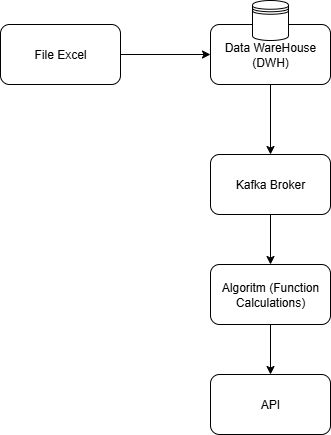 File Excel
Data WareHouse
(DWH)
Kafka Broker
Algoritm (Function
Calculations)
API